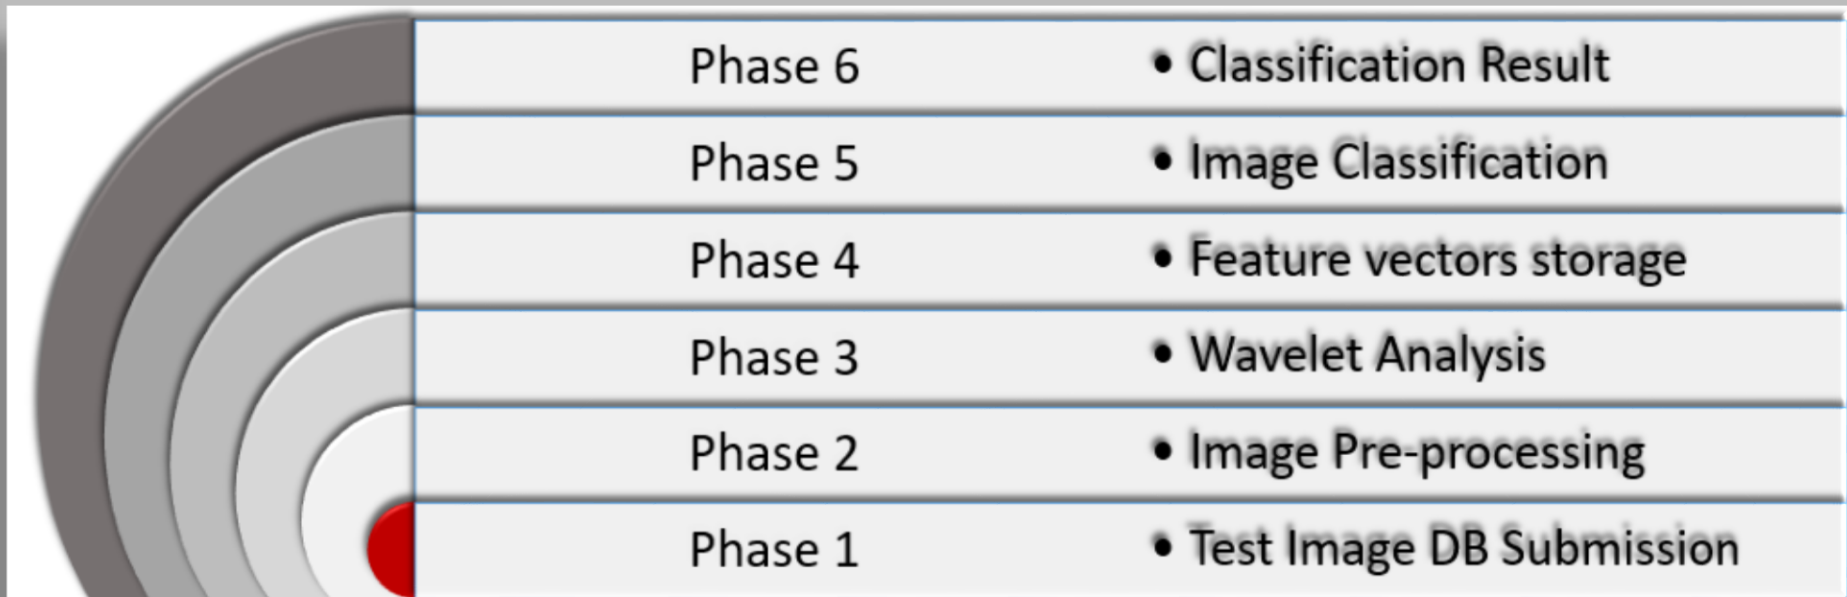 Phase 6 • Classification Result
Phase 5 • Image Classification
Phase 4 • Feature vectors storage
Phase 3 • Wavelet Analysis
Phase 2 • Image Pre-processing
Phase 1 • Test Image DB Submission